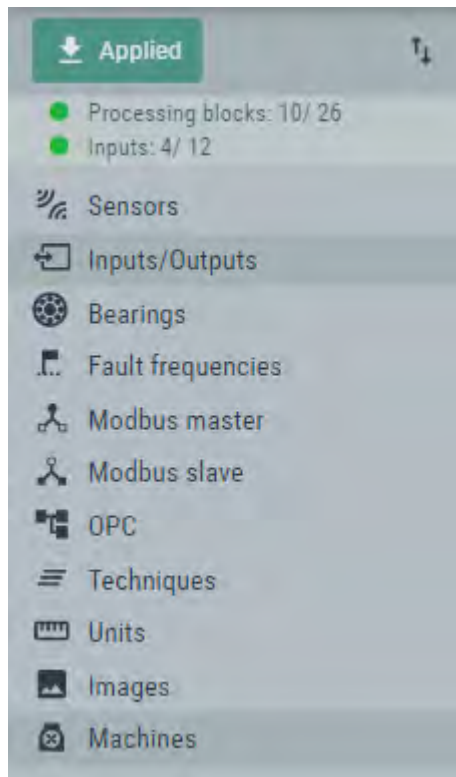 Applied
Processing blocks: 10/ 26
Inputs: 4/ 12
Sensors
Inputs/Outputs
Bearings
Fault frequencies
Modbus master
Modbus slave
OPC
Techniques
Units
Images
Machines